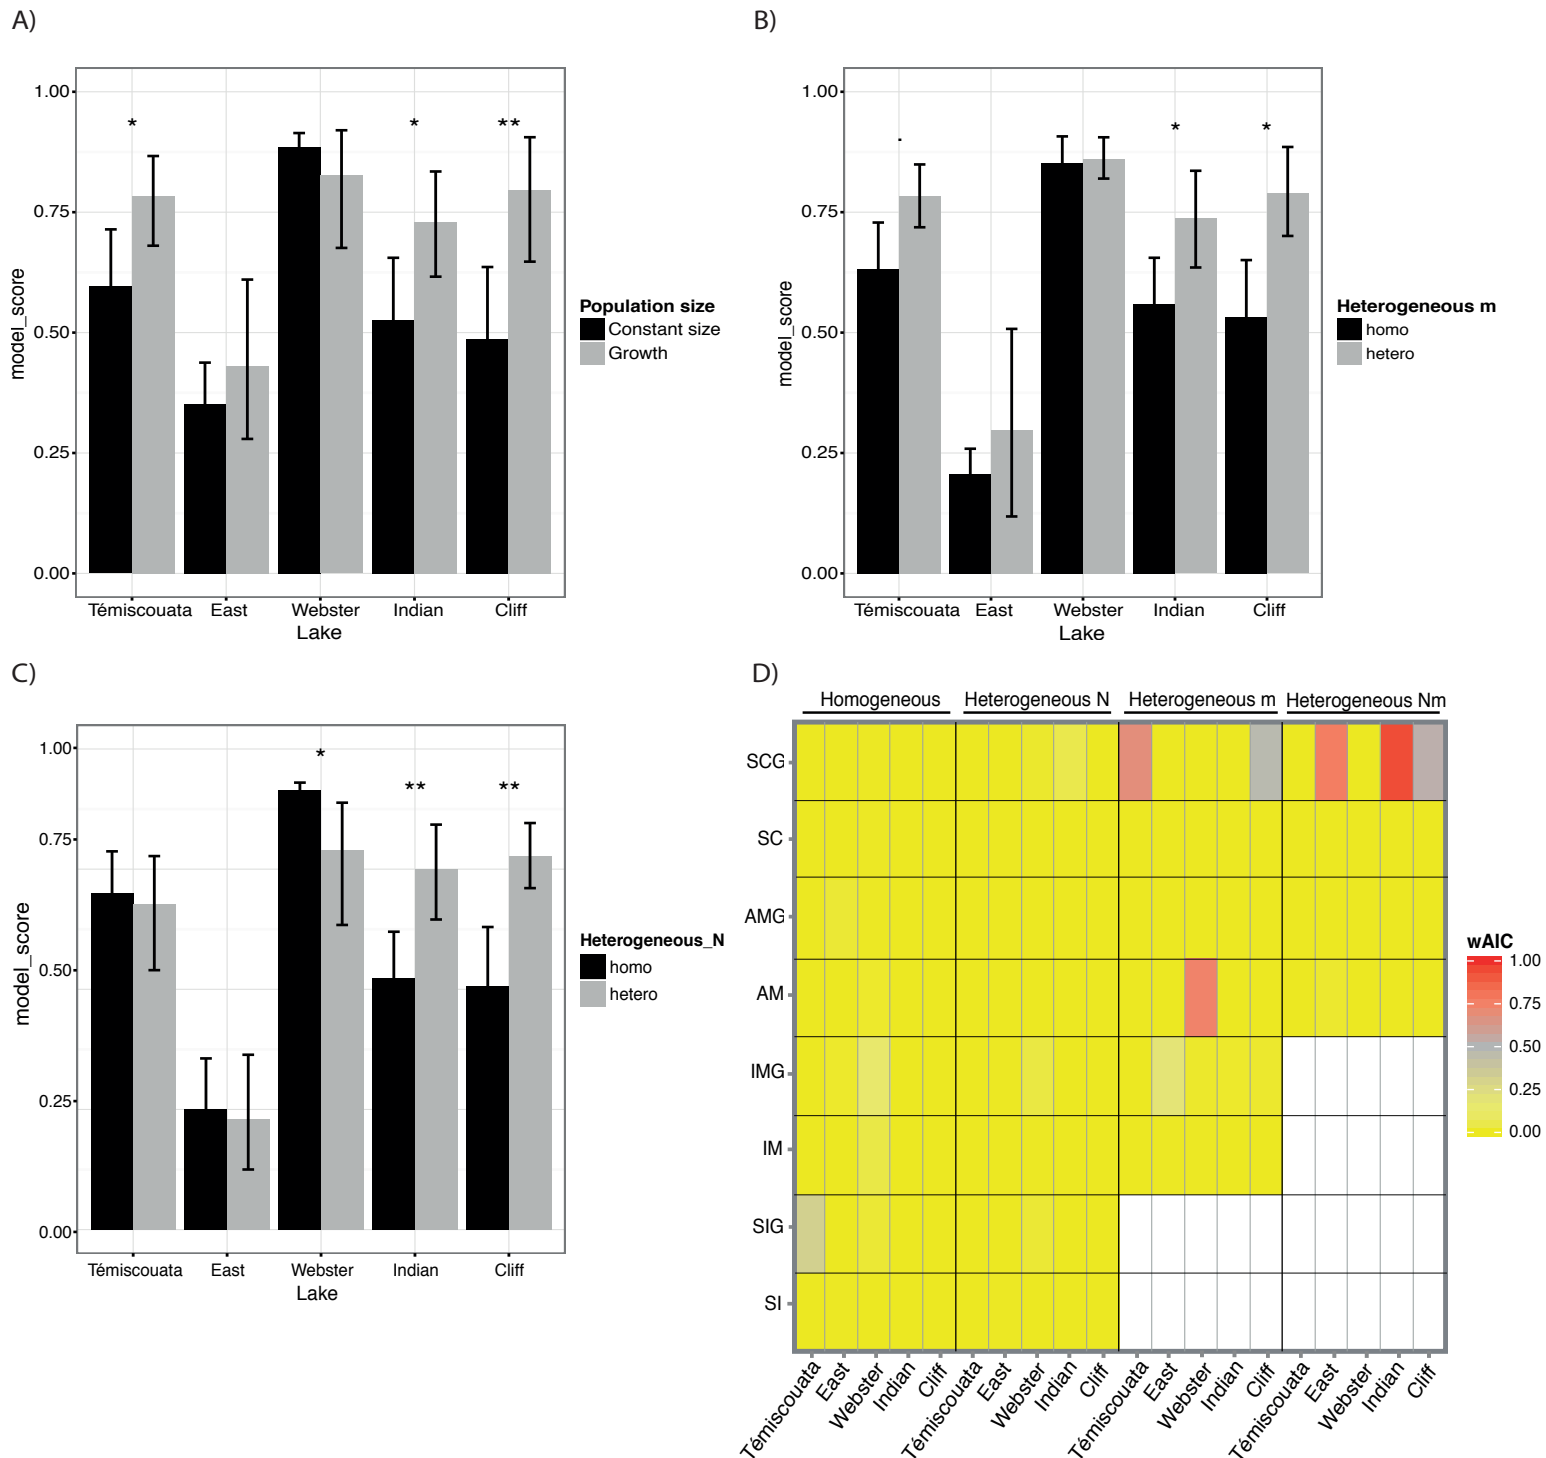 A)
* * **
1.00
0.75
0.50
0.25
0.00
model_score
Témiscouata East Webster Indian Cliff
Lake
Population size
Constant size
Growth
B)
. * *
1.00
0.75
0.50
0.25
0.00
model_score
Témiscouata East Webster Indian Cliff
Lake
Heterogeneous m
homo
hetero
C)
* ** **
1.00
0.75
0.50
0.25
0.00
model_score
Témiscouata East Webster Indian Cliff
Lake
Heterogeneous_N
homo
hetero
D)
Homogeneous Heterogeneous N Heterogeneous m Heterogeneous Nm
SCG
SC
AMG
AM
IMG
IM
SIG
SI
Témiscouata East Webster Indian Cliff Témiscouata East Webster Indian Cliff Témiscouata East Webster Indian Cliff Témiscouata East Webster Indian Cliff
wAIC
1.00
0.75
0.50
0.25
0.00